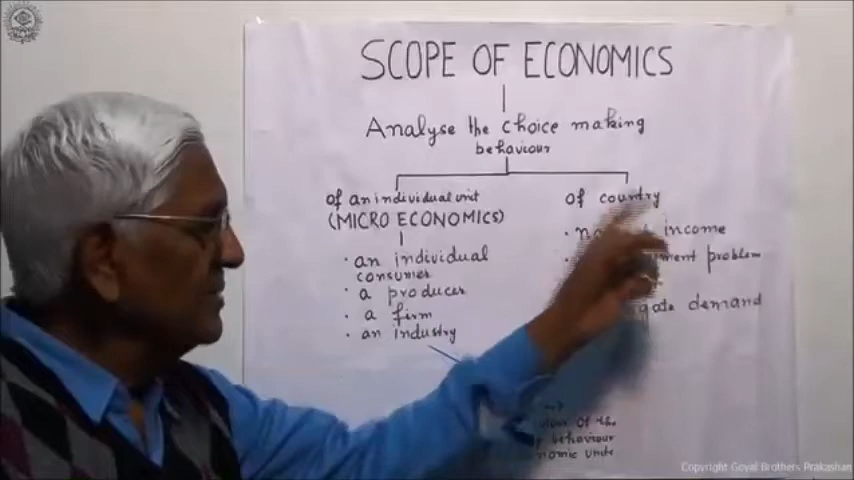 SCOPE OF ECONOMICS
Analyse the choice making
behaviour
of an individual unit
(MICRO ECONOMICS)
· an individual
consumer
· a producer
· a firm
· an industry
of country
income
problem
demand
of the
behaviour
units
Copyright Goyal Brothers Prakashan